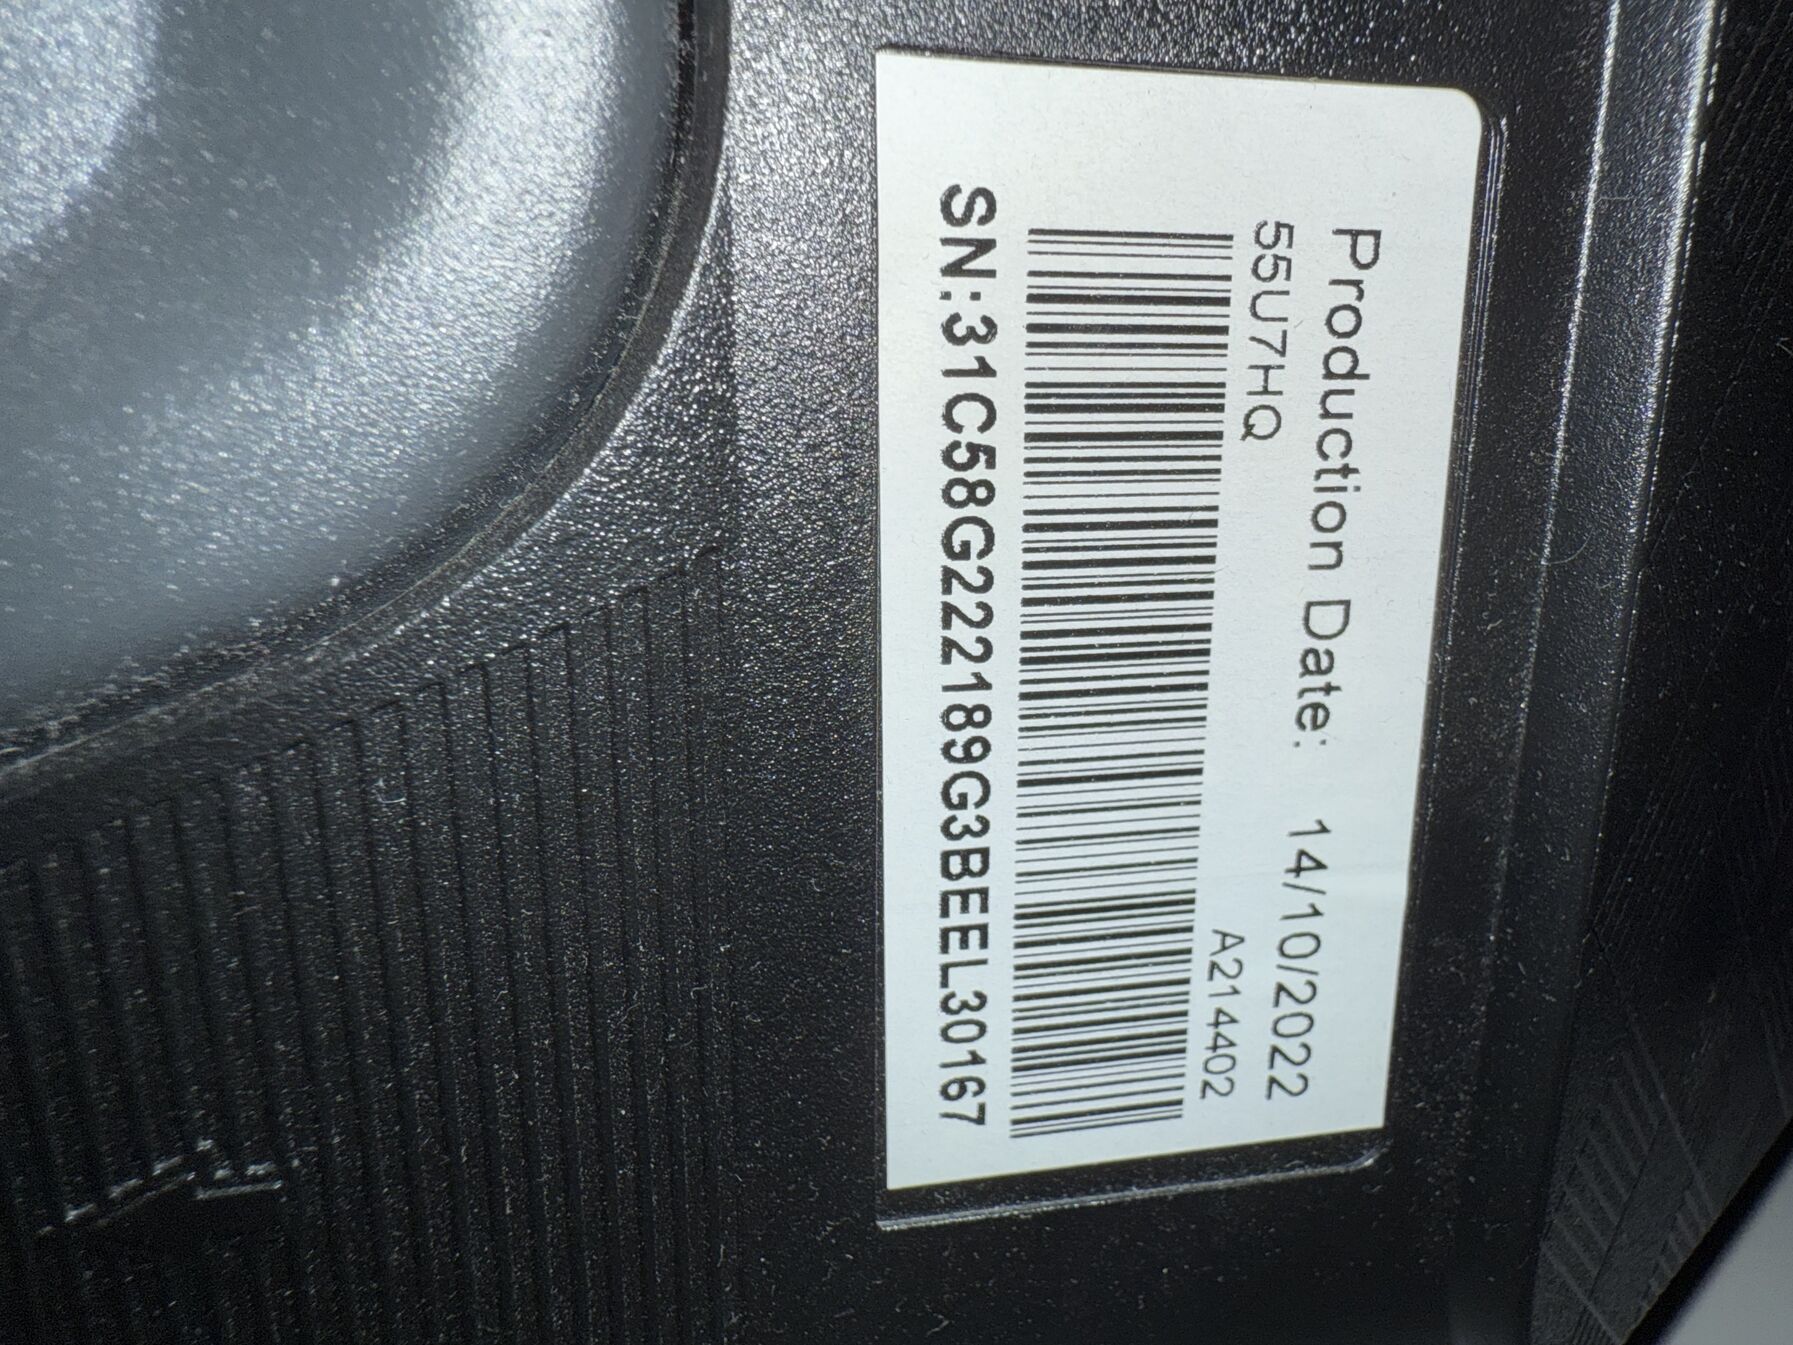 Production Date: 14/10/2022
55U7HQ A214402
SN:31C58G222189G3BEEL30167